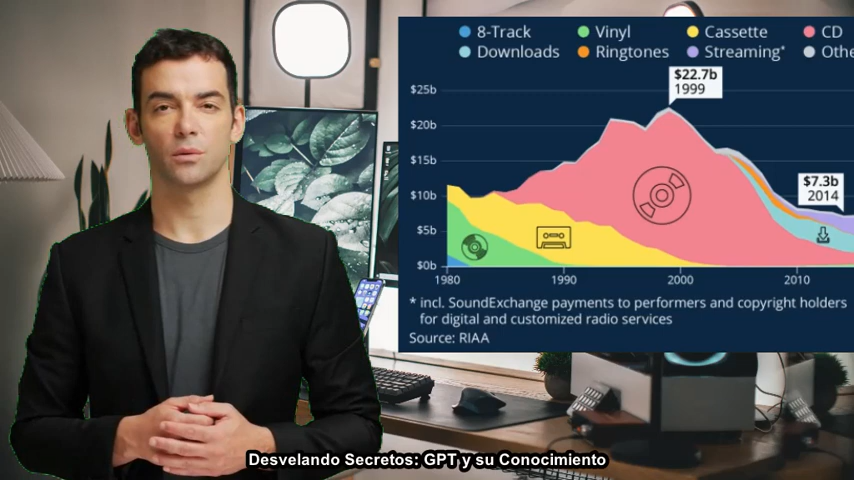 8-Track Vinyl Cassette CD
Downloads Ringtones Streaming*
$22.7b
1999
$25b
$20b
$15b
$10b
$5b
$0b
$7.3b
2014
1980 1990 2000 2010
* incl. SoundExchange payments to performers and copyright holders
for digital and customized radio services
Source: RIAA
Desvelando Secretos: GPT y su Conocimiento